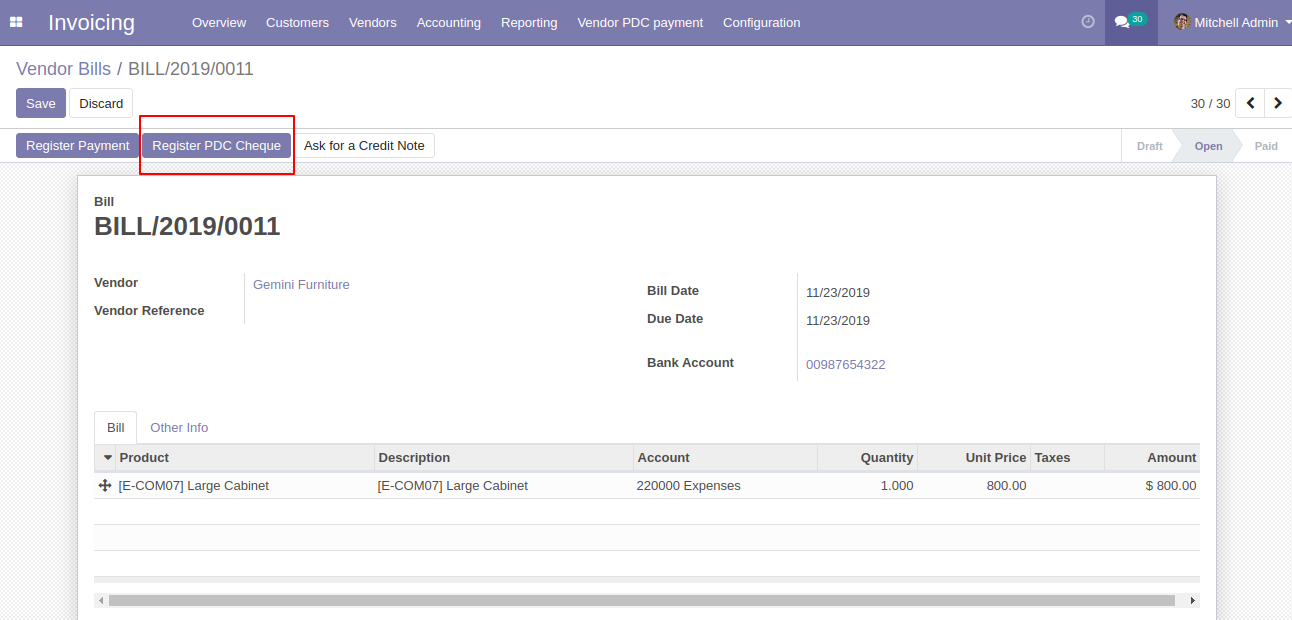 Invoicing Overview Customers Vendors Accounting Reporting Vendor PDC payment Configuration 30 Mitchell Admin
Vendor Bills / BILL/2019/0011
Save Discard 30 / 30
Register Payment Register PDC Cheque Ask for a Credit Note Draft Open Paid
Bill
BILL/2019/0011
Vendor Gemini Furniture
Vendor Reference
Bill Date 11/23/2019
Due Date 11/23/2019
Bank Account 00987654322
Bill Other Info
Product Description Account Quantity Unit Price Taxes Amount
[E-COM07] Large Cabinet [E-COM07] Large Cabinet 220000 Expenses 1.000 800.00 $ 800.00